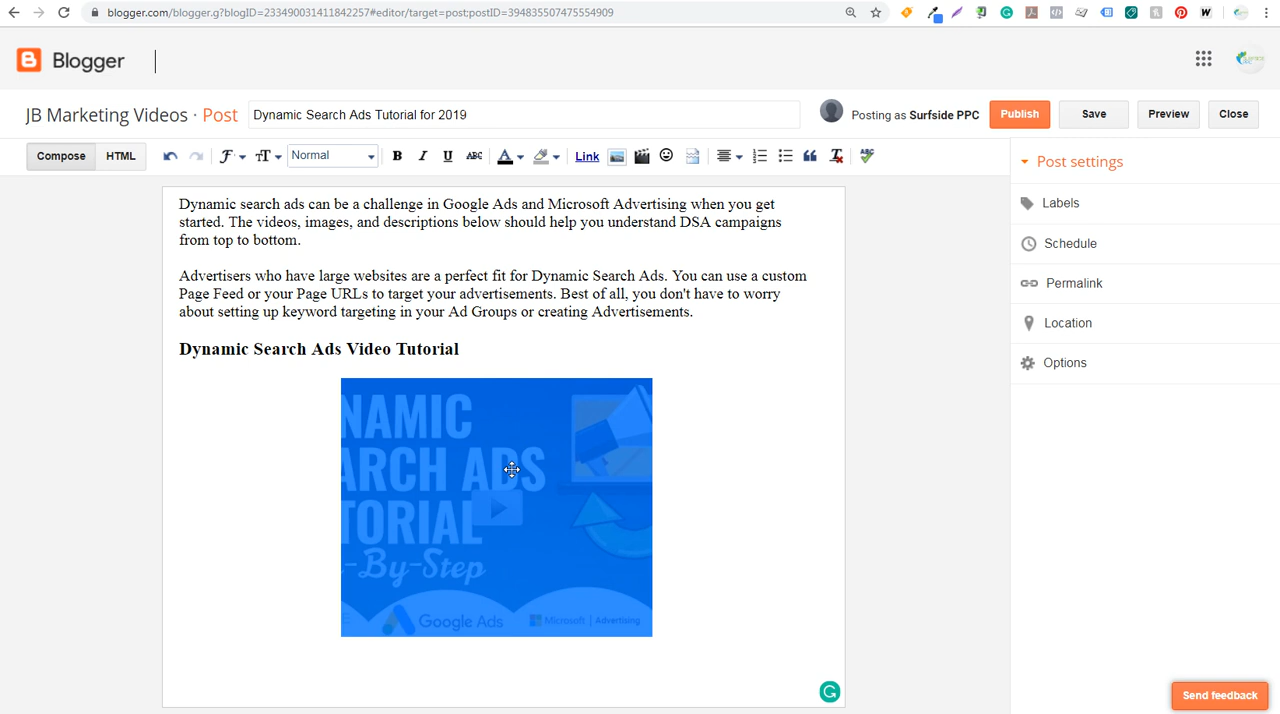 blogger.com/blogger.g?blogID=233490031411842257#editor/target=post;postID=394835507475554909
Blogger
JB Marketing Videos · Post
Dynamic Search Ads Tutorial for 2019
Posting as Surfside PPC
Publish
Save
Preview
Close
Compose
HTML
Normal
B I U ABC
Link
Dynamic search ads can be a challenge in Google Ads and Microsoft Advertising when you get
started. The videos, images, and descriptions below should help you understand DSA campaigns
from top to bottom.
Advertisers who have large websites are a perfect fit for Dynamic Search Ads. You can use a custom
Page Feed or your Page URLs to target your advertisements. Best of all, you don't have to worry
about setting up keyword targeting in your Ad Groups or creating Advertisements.
Dynamic Search Ads Video Tutorial
NAMIC
ARCH ADS
TORIAL
-By-Step
Google Ads
Microsoft | Advertising
Post settings
Labels
Schedule
Permalink
Location
Options
Send feedback